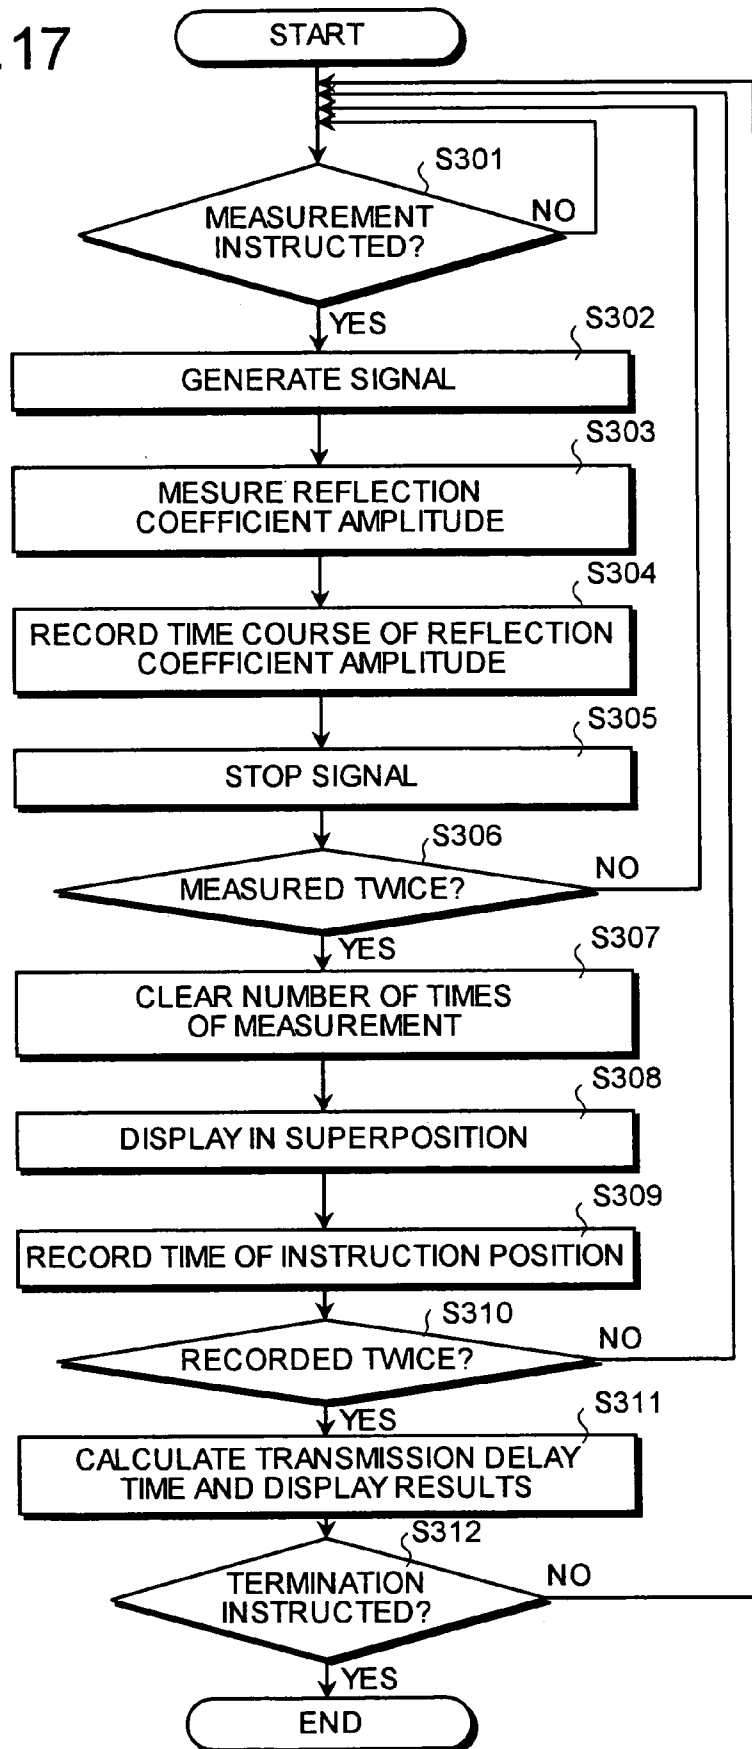 . 17
START
S301
MEASUREMENT
INSTRUCTED?
NO
YES
S302
GENERATE SIGNAL
S303
MESURE REFLECTION
COEFFICIENT AMPLITUDE
S304
RECORD TIME COURSE OF REFLECTION
COEFFICIENT AMPLITUDE
S305
STOP SIGNAL
S306
MEASURED TWICE?
NO
YES
S307
CLEAR NUMBER OF TIMES
OF MEASUREMENT
S308
DISPLAY IN SUPERPOSITION
S309
RECORD TIME OF INSTRUCTION POSITION
S310
RECORDED TWICE?
NO
YES
S311
CALCULATE TRANSMISSION DELAY
TIME AND DISPLAY RESULTS
S312
TERMINATION
INSTRUCTED?
NO
YES
END